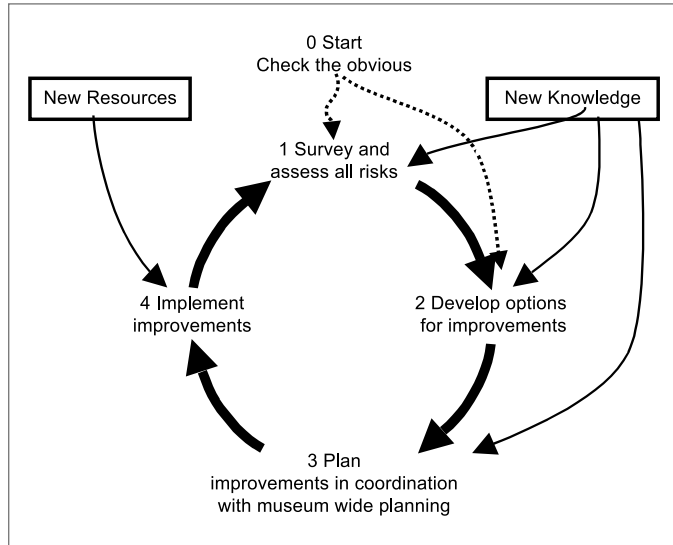 0 Start
Check the obvious
New Resources
New Knowledge
1 Survey and
assess all risks
4 Implement
improvements
2 Develop options
for improvements
3 Plan
improvements in coordination
with museum wide planning